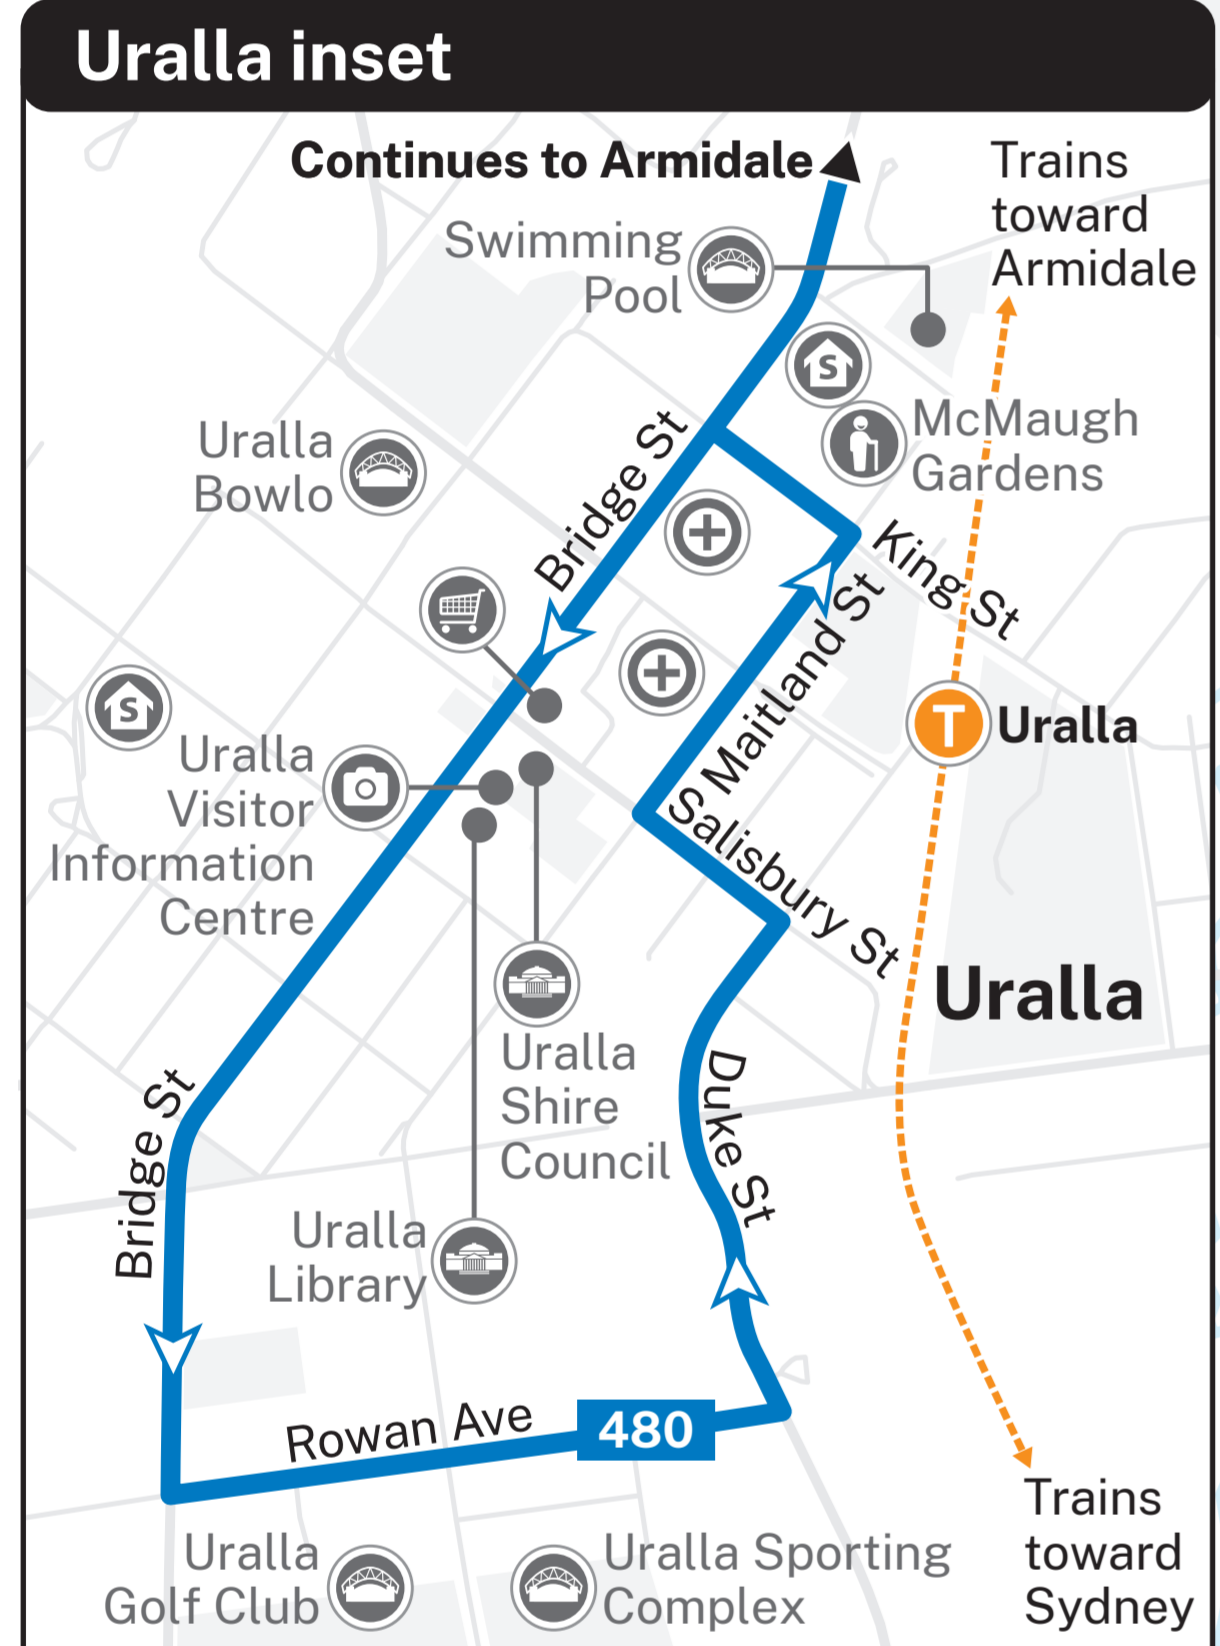 Uralla inset
Continues to Armidale
Trains
toward
Armidale
Swimming
Pool
S
McMaugh
Gardens
Uralla
Bowlo
Bridge St
King St
Maitland St
S
Uralla
Visitor
Information
Centre
T Uralla
Salisbury St
Uralla
Uralla
Shire
Council
Duke St
Bridge St
Uralla
Library
Rowan Ave
480
Trains
toward
Sydney
Uralla
Golf Club
Uralla Sporting
Complex